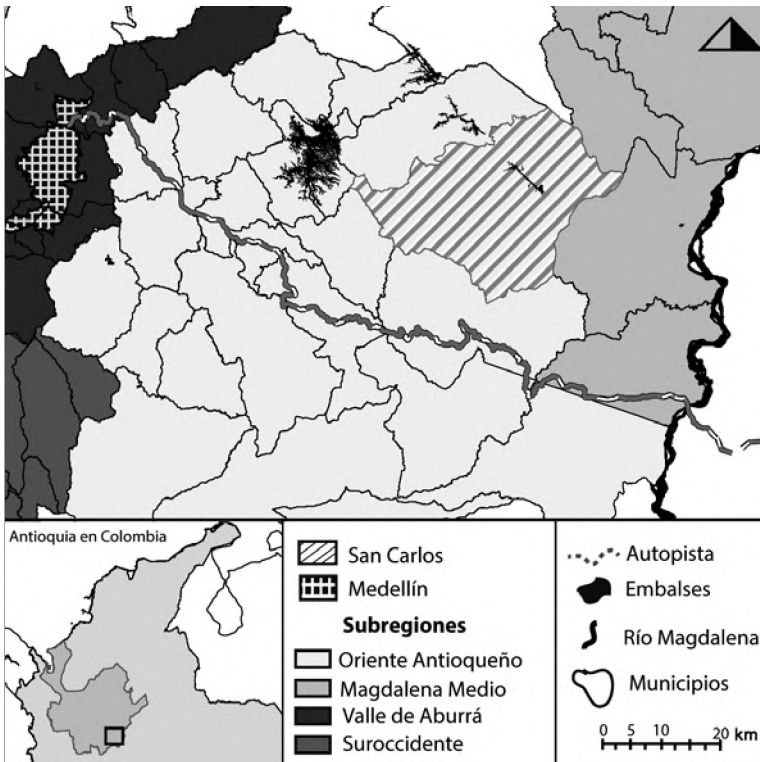 Antioquia en Colombia
San Carlos
Medellín
Subregiones
Oriente Antioqueño
Magdalena Medio
Valle de Aburrá
Suroccidente
Autopista
Embalses
Río Magdalena
Municipios
0 5 10 20 km